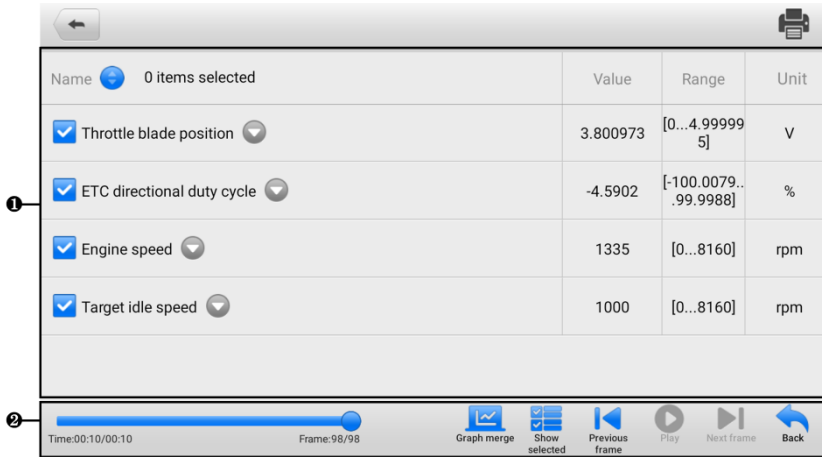 Name 0 items selected Value Range Unit
Throttle blade position 3.800973 [0...4.99999
5] V
ETC directional duty cycle -4.5902 [-100.0079..
.99.9988] %
❶
Engine speed 1335 [0...8160] rpm
Target idle speed 1000 [0...8160] rpm
❷
Time:00:10/00:10 Frame:98/98 Graph merge Show
selected Previous
frame Play Next frame Back